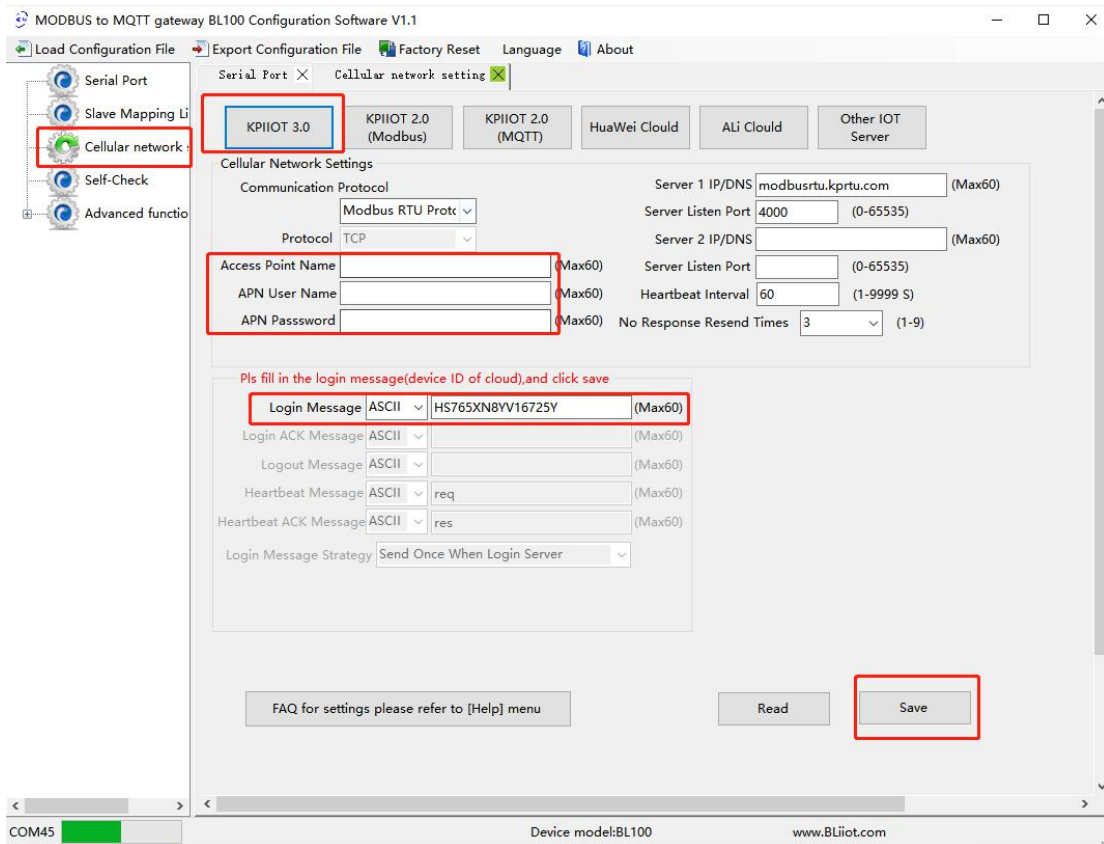 MODBUS to MQTT gateway BL100 Configuration Software V1.1
Load Configuration File Export Configuration File Factory Reset Language About
Serial Port
Slave Mapping Li
Cellular network s
Self-Check
Advanced functio
Serial Port Cellular network setting
KPIIOT 3.0
KPIIOT 2.0
(Modbus)
KPIIOT 2.0
(MQTT)
HuaWei Clould
ALi Clould
Other IOT
Server
Cellular Network Settings
Communication Protocol
Modbus RTU Protc
Protocol TCP
Access Point Name (Max60)
APN User Name (Max60)
APN Passsword (Max60)
Server 1 IP/DNS modbusrtu.kprtu.com (Max60)
Server Listen Port 4000 (0-65535)
Server 2 IP/DNS (Max60)
Server Listen Port (0-65535)
Heartbeat Interval 60 (1-9999 S)
No Response Resend Times 3 (1-9)
Pls fill in the login message(device ID of cloud),and click save
Login Message ASCII HS765XN8YV16725Y (Max60)
Login ACK Message ASCII (Max60)
Logout Message ASCII (Max60)
Heartbeat Message ASCII req (Max60)
Heartbeat ACK Message ASCII res (Max60)
Login Message Strategy Send Once When Login Server
FAQ for settings please refer to [Help] menu
Read
Save
COM45 Device model:BL100 www.BLiiot.com